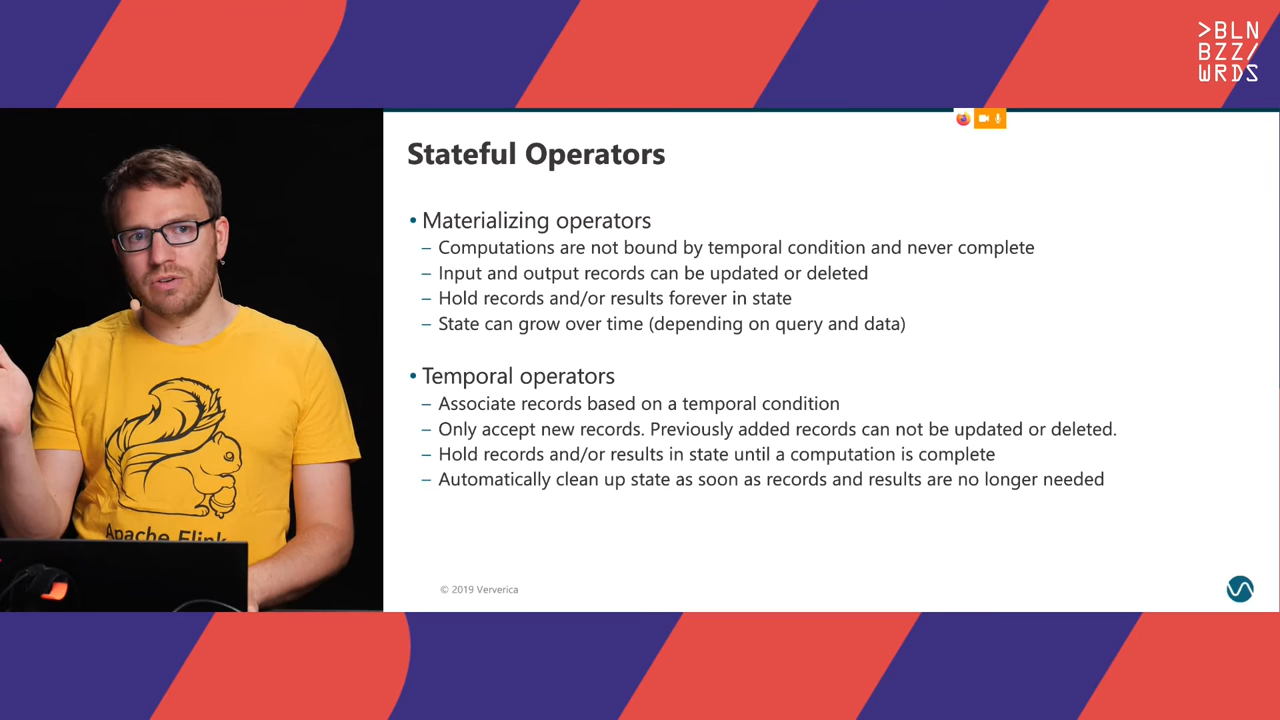 >BLN
BZZ/
WRDS
Stateful Operators
• Materializing operators
– Computations are not bound by temporal condition and never complete
– Input and output records can be updated or deleted
– Hold records and/or results forever in state
– State can grow over time (depending on query and data)
• Temporal operators
– Associate records based on a temporal condition
– Only accept new records. Previously added records can not be updated or deleted.
– Hold records and/or results in state until a computation is complete
– Automatically clean up state as soon as records and results are no longer needed
Apache Flink
© 2019 Ververica